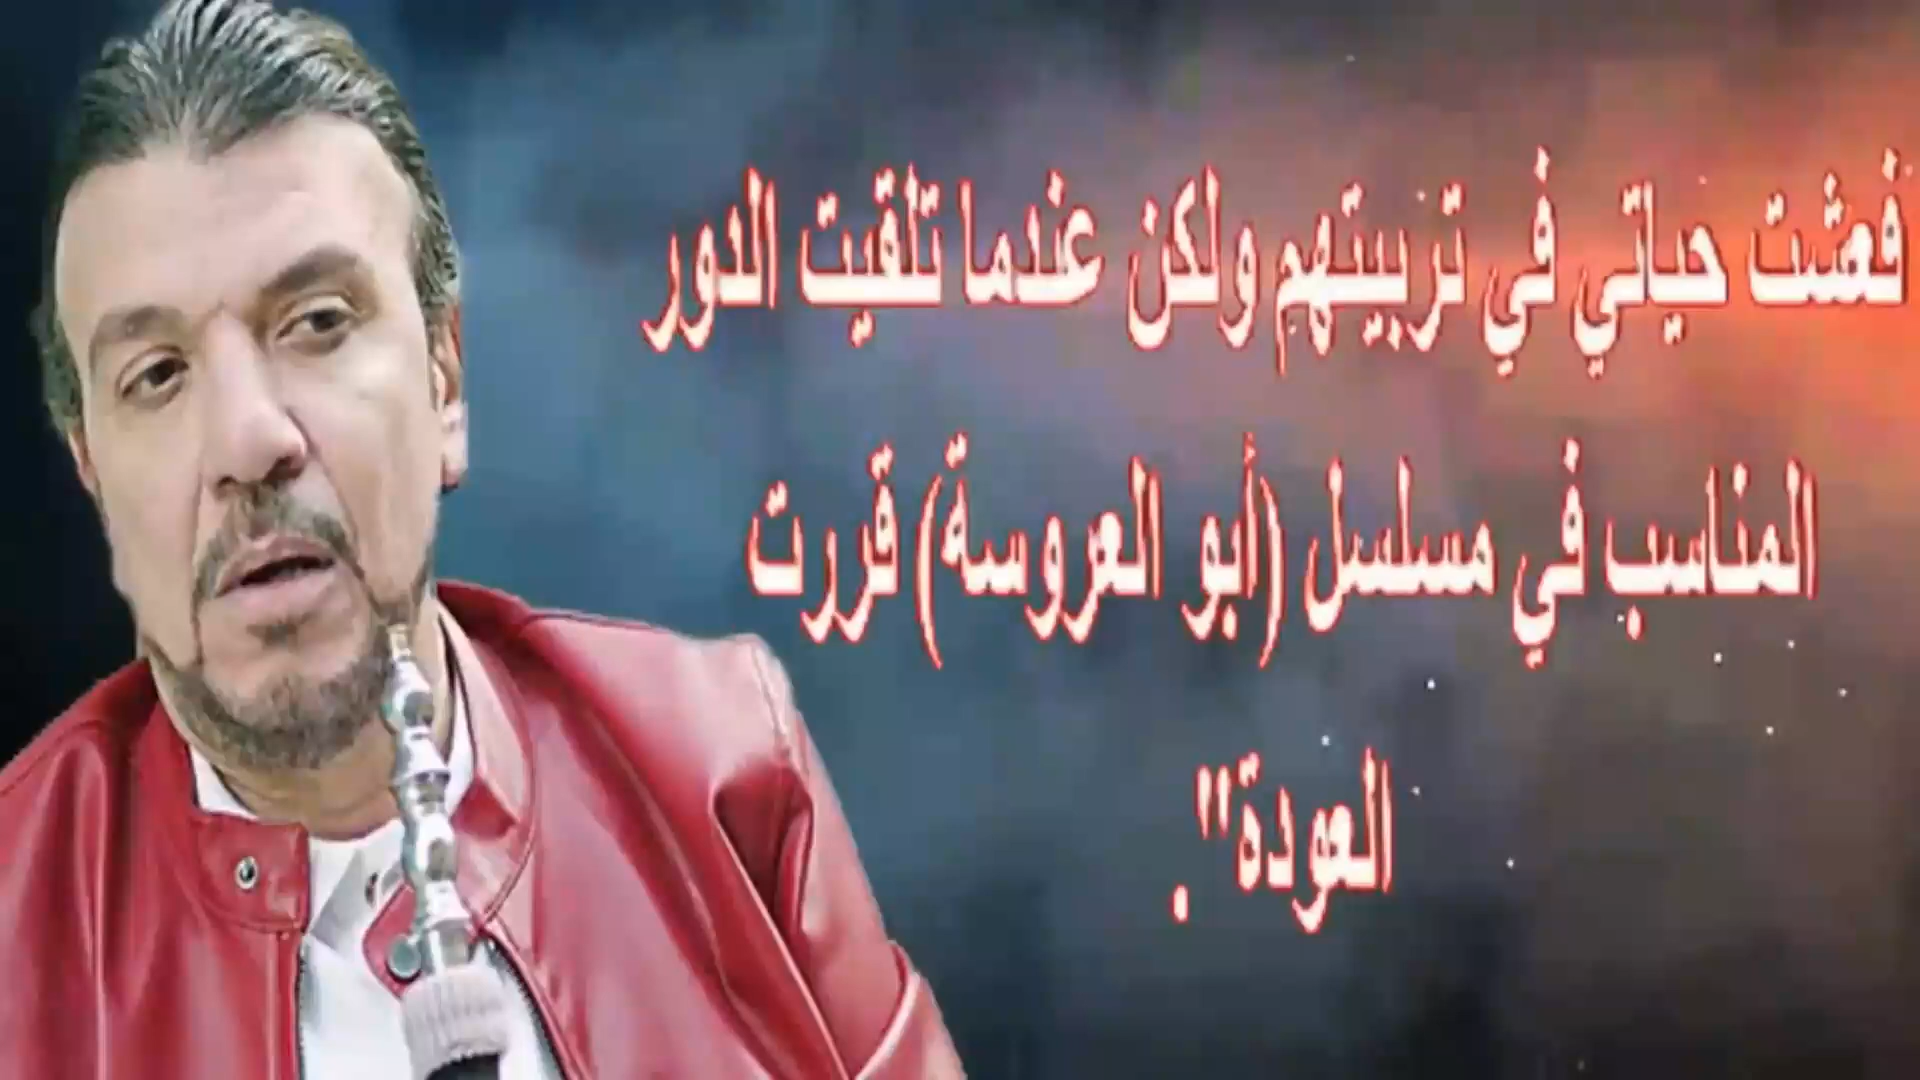 فعشت حياتي في تربيتهم ولكن عندما تلقيت الدور
المناسب في مسلسل (أبو العروسة) قررت
العودة".